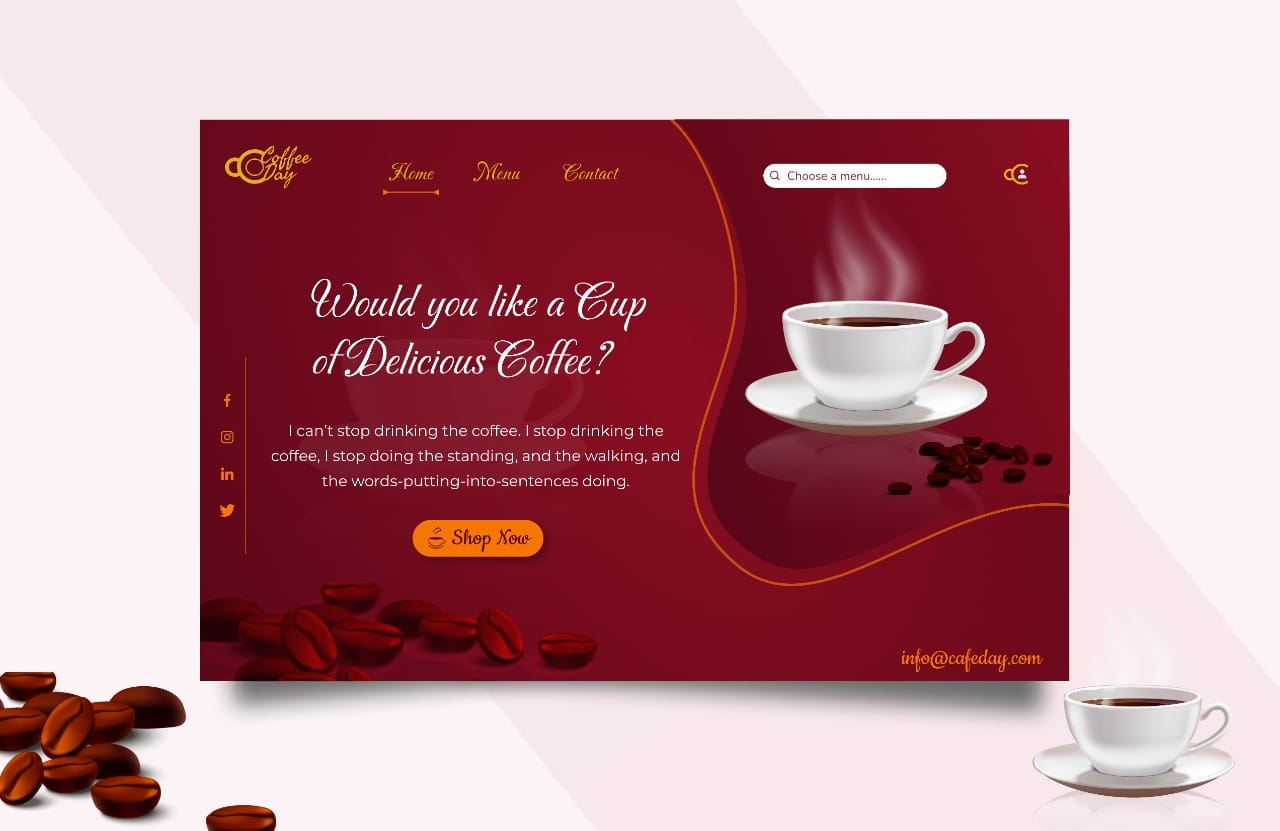 Coffee
Day
Home Menu Contact
Choose a menu......
Would you like a Cup
of Delicious Coffee?
I can’t stop drinking the coffee. I stop drinking the
coffee, I stop doing the standing, and the walking, and
the words-putting-into-sentences doing.
Shop Now
info@cafeday.com